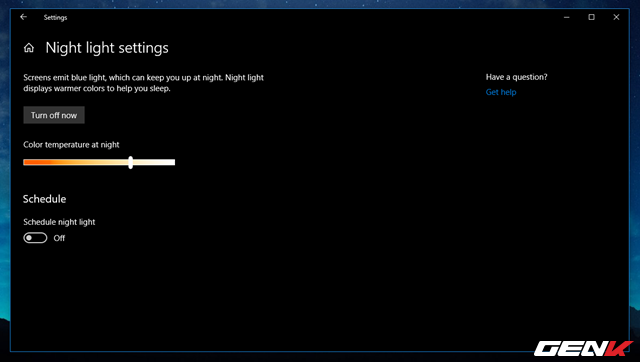 Settings
Night light settings
Screens emit blue light, which can keep you up at night. Night light
displays warmer colors to help you sleep.
Turn off now
Color temperature at night
Schedule
Schedule night light
Off
Have a question?
Get help
GENK